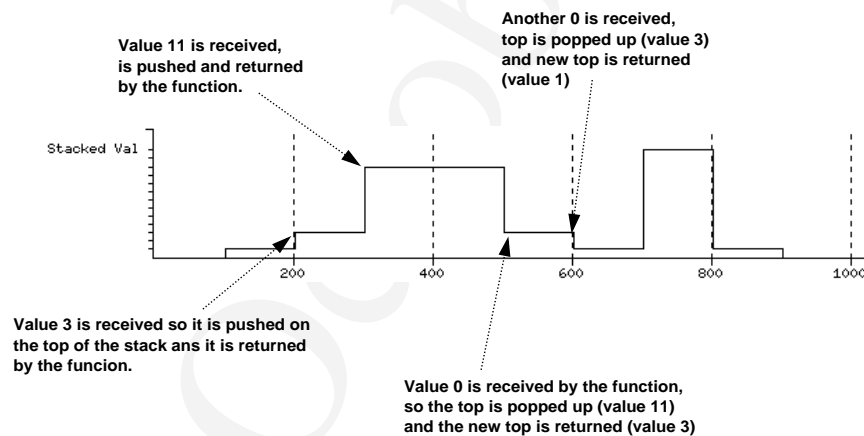 Another 0 is received,
top is popped up (value 3)
and new top is returned
(value 1)
Value 11 is received,
is pushed and returned
by the function.
Stacked Val
200 400 600 800 1000
Value 3 is received so it is pushed on
the top of the stack ans it is returned
by the funcion.
Value 0 is received by the function,
so the top is popped up (value 11)
and the new top is returned (value 3)